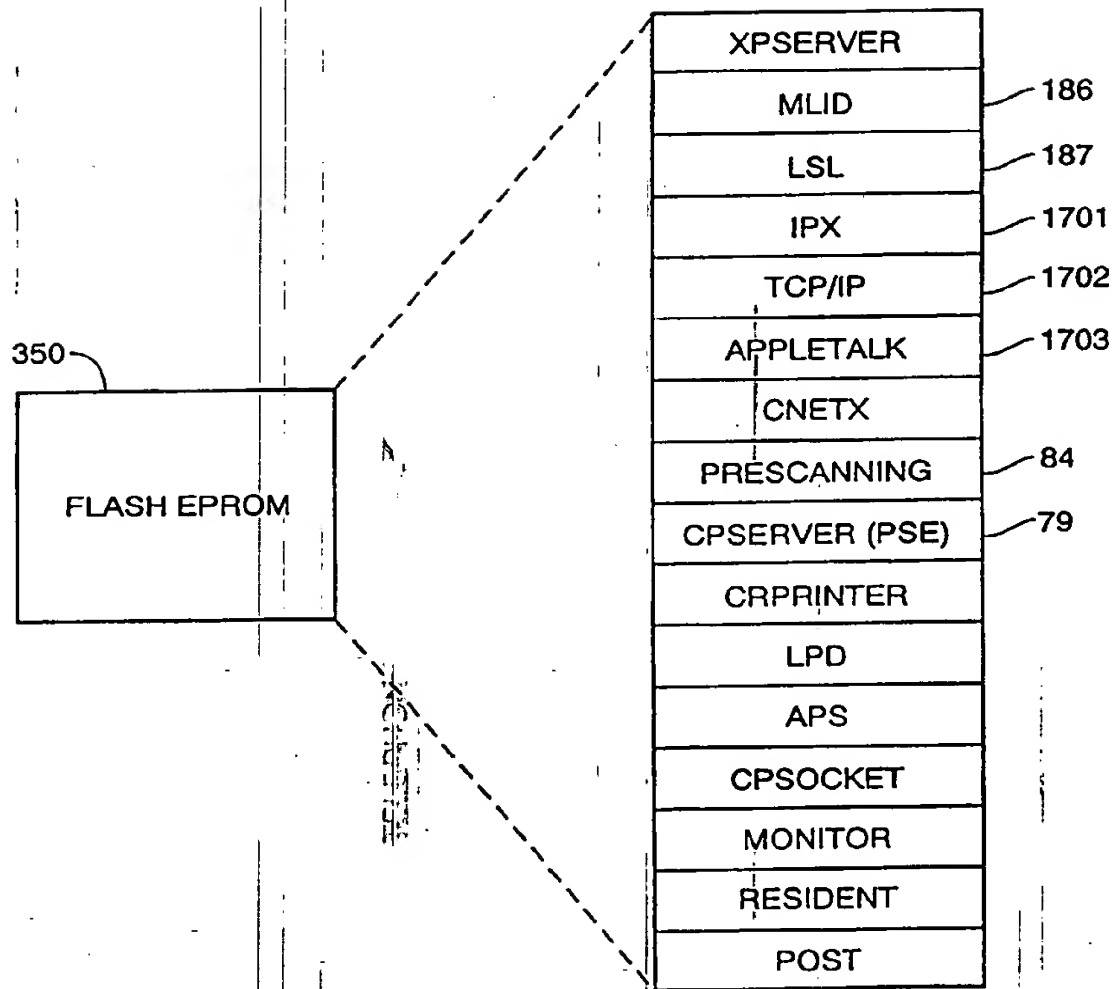 XPSERVER
MLID 186
LSL 187
IPX 1701
TCP/IP 1702
APPLETALK 1703
CNETX
PRESCANNING 84
CPSERVER (PSE) 79
CRPRINTER
LPD
APS
CPSOCKET
MONITOR
RESIDENT
POST
350
FLASH EPROM